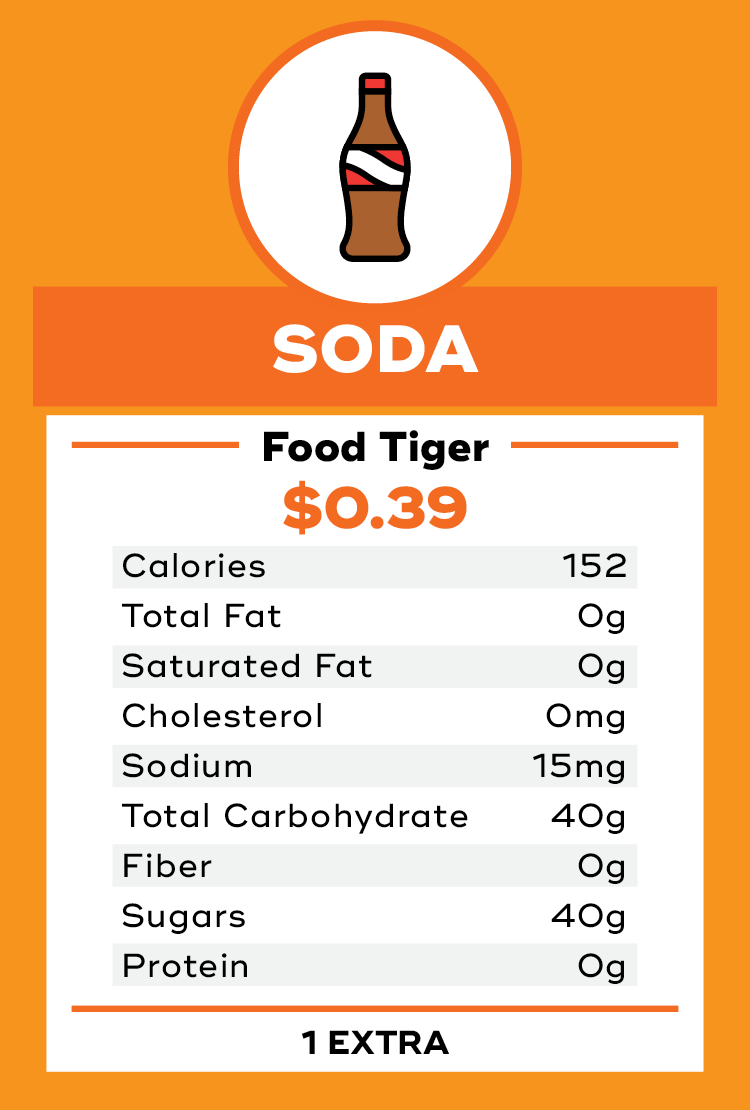 SODA
Food Tiger
$0.39
Calories 152
Total Fat 0g
Saturated Fat 0g
Cholesterol 0mg
Sodium 15mg
Total Carbohydrate 40g
Fiber 0g
Sugars 40g
Protein 0g
1 EXTRA